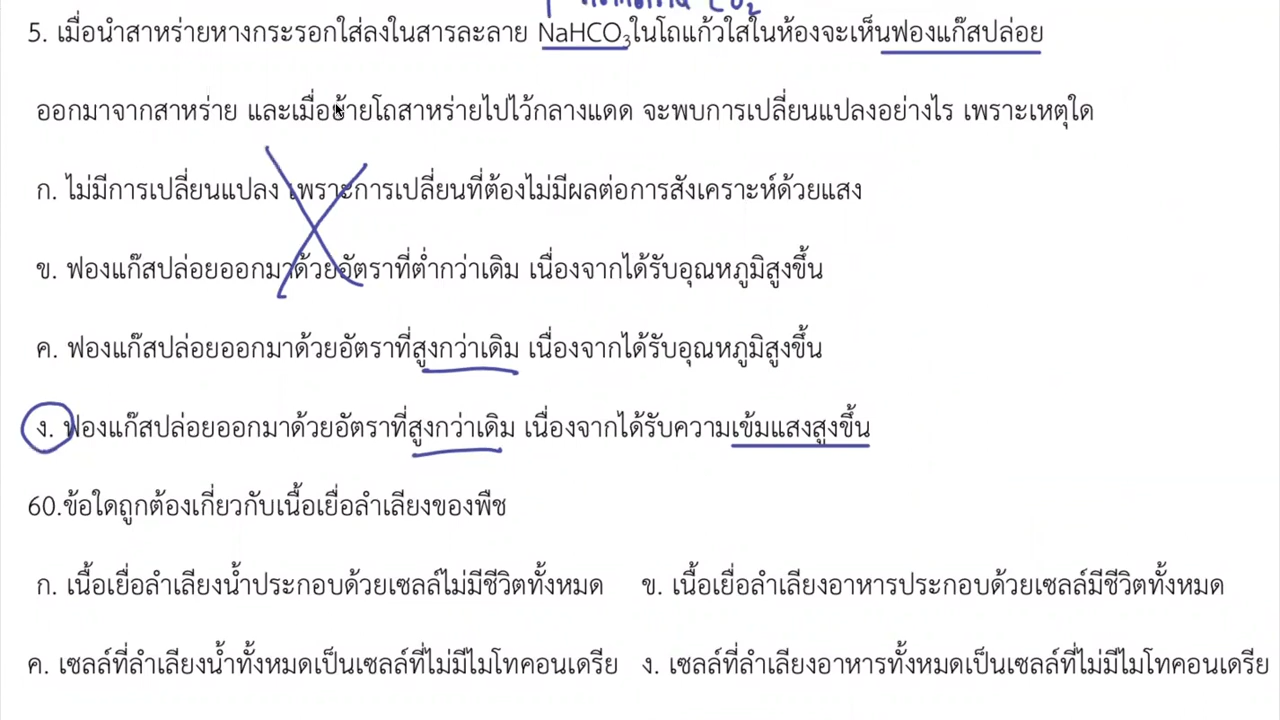 CO2
5. เมื่อนำสาหร่ายหางกระรอกใส่ลงในสารละลาย NaHCO3ในโถแก้วใสในห้องจะเห็นฟองแก๊สปล่อย
ออกมาจากสาหร่าย และเมื่อย้ายโถสาหร่ายไปไว้กลางแดด จะพบการเปลี่ยนแปลงอย่างไร เพราะเหตุใด
ก. ไม่มีการเปลี่ยนแปลง เพราะการเปลี่ยนที่ต้องไม่มีผลต่อการสังเคราะห์ด้วยแสง
ข. ฟองแก๊สปล่อยออกมาด้วยอัตราที่ต่ำกว่าเดิม เนื่องจากได้รับอุณหภูมิสูงขึ้น
ค. ฟองแก๊สปล่อยออกมาด้วยอัตราที่สูงกว่าเดิม เนื่องจากได้รับอุณหภูมิสูงขึ้น
ง. ฟองแก๊สปล่อยออกมาด้วยอัตราที่สูงกว่าเดิม เนื่องจากได้รับความเข้มแสงสูงขึ้น
60.ข้อใดถูกต้องเกี่ยวกับเนื้อเยื่อลำเลียงของพืช
ก. เนื้อเยื่อลำเลียงน้ำประกอบด้วยเซลล์ไม่มีชีวิตทั้งหมด ข. เนื้อเยื่อลำเลียงอาหารประกอบด้วยเซลล์มีชีวิตทั้งหมด
ค. เซลล์ที่ลำเลียงน้ำทั้งหมดเป็นเซลล์ที่ไม่มีไมโทคอนเดรีย ง. เซลล์ที่ลำเลียงอาหารทั้งหมดเป็นเซลล์ที่ไม่มีไมโทคอนเดรีย